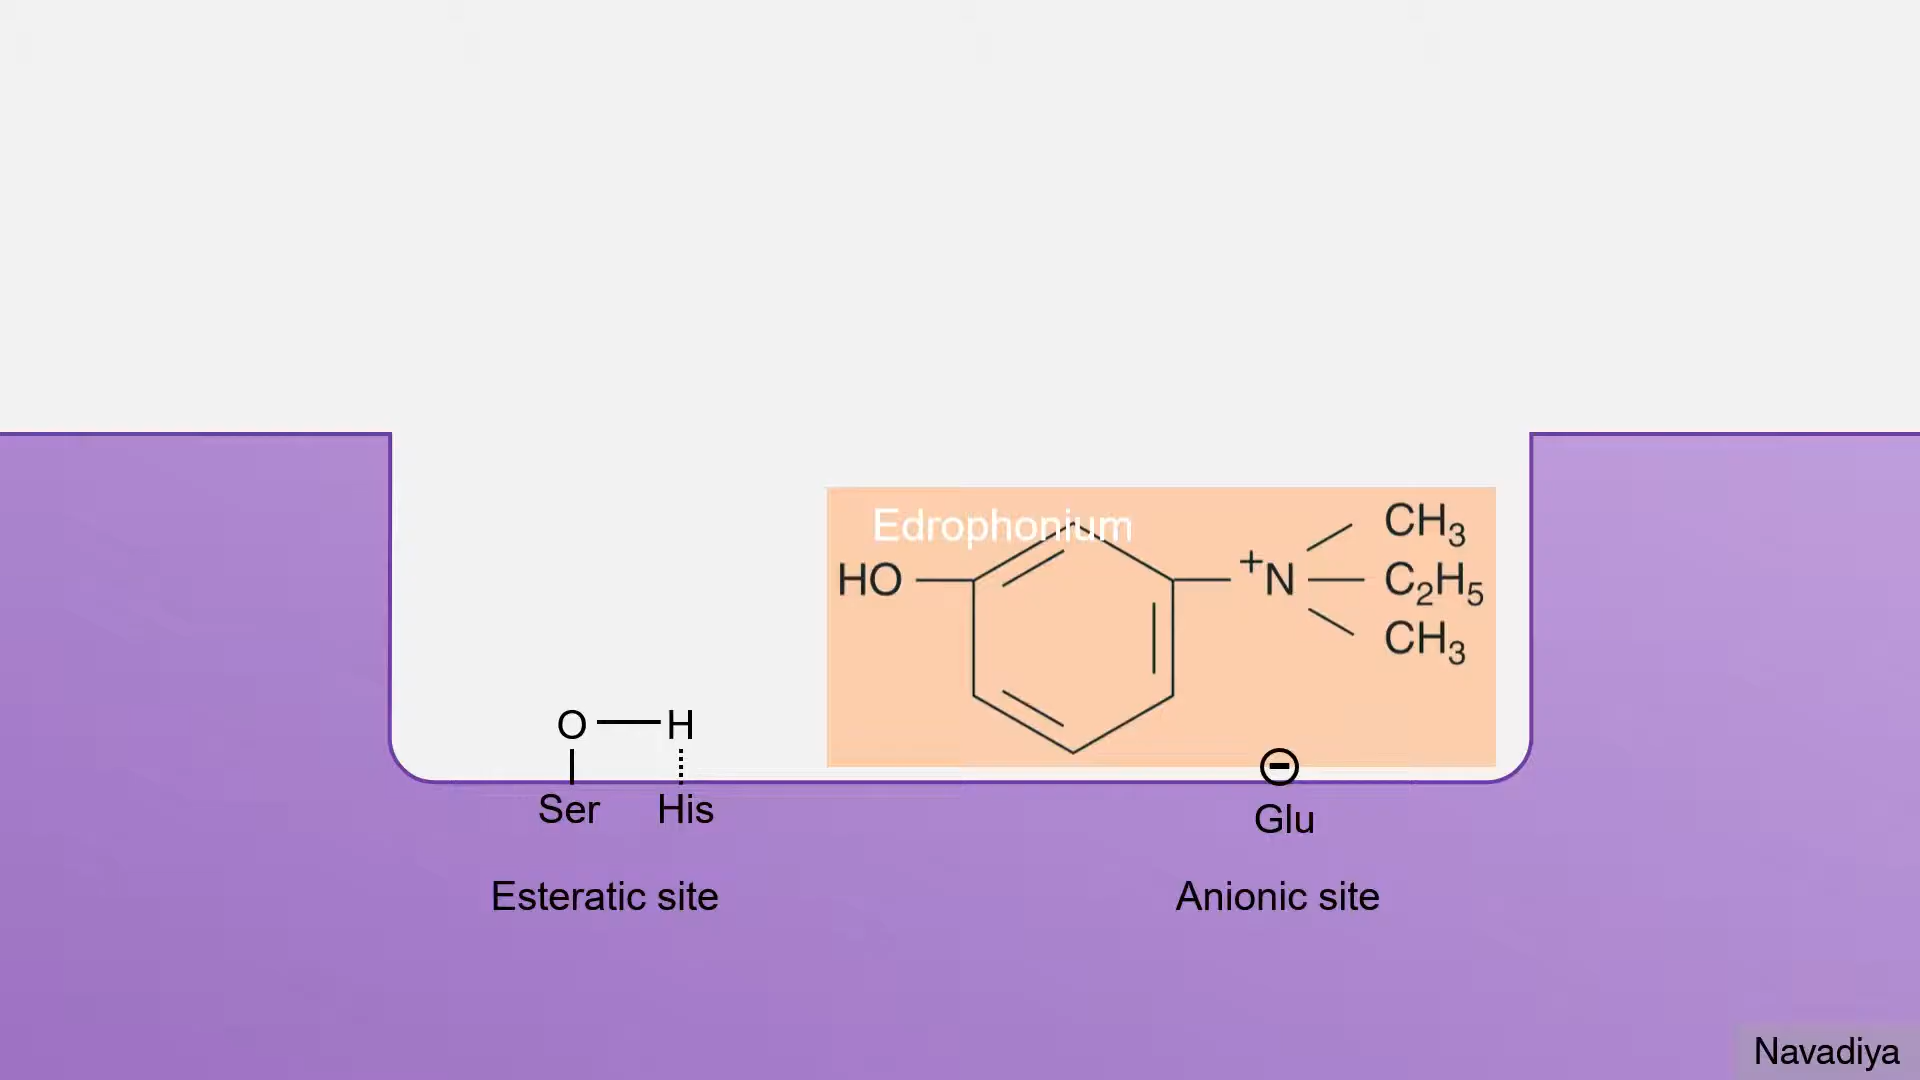 Edrophonium
CH3
HO
+N
C2H5
CH3
O
H
Ser
His
Glu
Esteratic site
Anionic site
Navadiya